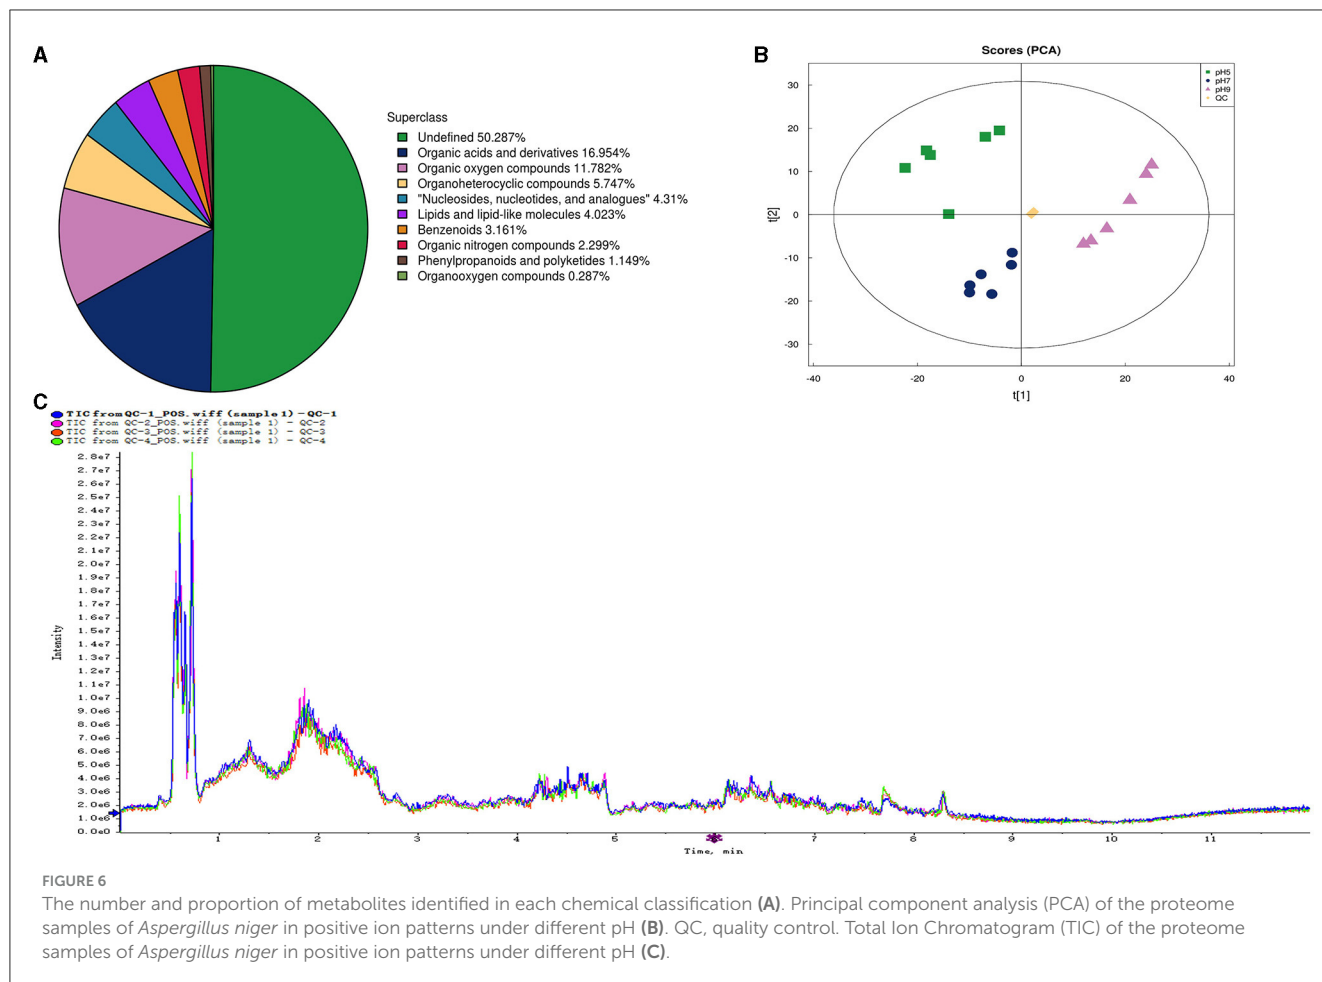 A
Superclass
Undefined 50.287%
Organic acids and derivatives 16.954%
Organic oxygen compounds 11.782%
Organoheterocyclic compounds 5.747%
"Nucleosides, nucleotides, and analogues" 4.31%
Lipids and lipid-like molecules 4.023%
Benzenoids 3.161%
Organic nitrogen compounds 2.299%
Phenylpropanoids and polyketides 1.149%
Organooxygen compounds 0.287%
B
Scores (PCA)
pH5
pH7
pH9
QC
30
20
10
0
-10
-20
-30
t[2]
-40
-20
0
20
40
t[1]
C
TIC from QC-1_POS.wiff (sample 1) - QC-1
TIC from QC-2_POS.wiff (sample 1) - QC-2
TIC from QC-3_POS.wiff (sample 1) - QC-3
TIC from QC-4_POS.wiff (sample 1) - QC-4
2.8e7
2.7e7
2.6e7
2.5e7
2.4e7
2.3e7
2.2e7
2.1e7
2.0e7
1.9e7
1.8e7
1.7e7
1.6e7
1.5e7
1.4e7
1.3e7
1.2e7
1.1e7
1.0e7
9.0e6
8.0e6
7.0e6
6.0e6
5.0e6
4.0e6
3.0e6
2.0e6
1.0e6
0.0e0
Intensity
1
2
3
4
5
6
7
8
9
10
11
Time, min
FIGURE 6
The number and proportion of metabolites identified in each chemical classification (A). Principal component analysis (PCA) of the proteome
samples of Aspergillus niger in positive ion patterns under different pH (B). QC, quality control. Total Ion Chromatogram (TIC) of the proteome
samples of Aspergillus niger in positive ion patterns under different pH (C).